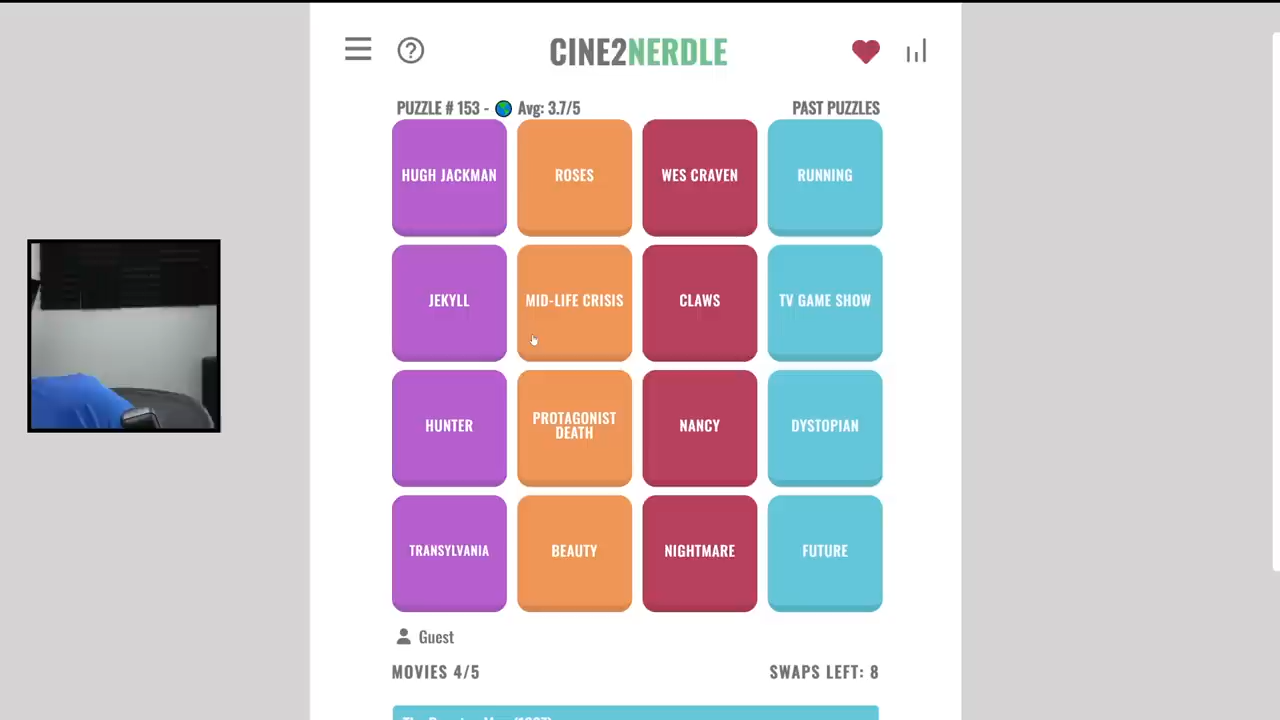 CINE2NERDLE
PUZZLE # 153 - Avg: 3.7/5
PAST PUZZLES
HUGH JACKMAN
ROSES
WES CRAVEN
RUNNING
JEKYLL
MID-LIFE CRISIS
CLAWS
TV GAME SHOW
HUNTER
PROTAGONIST
DEATH
NANCY
DYSTOPIAN
TRANSYLVANIA
BEAUTY
NIGHTMARE
FUTURE
Guest
MOVIES 4/5
SWAPS LEFT: 8